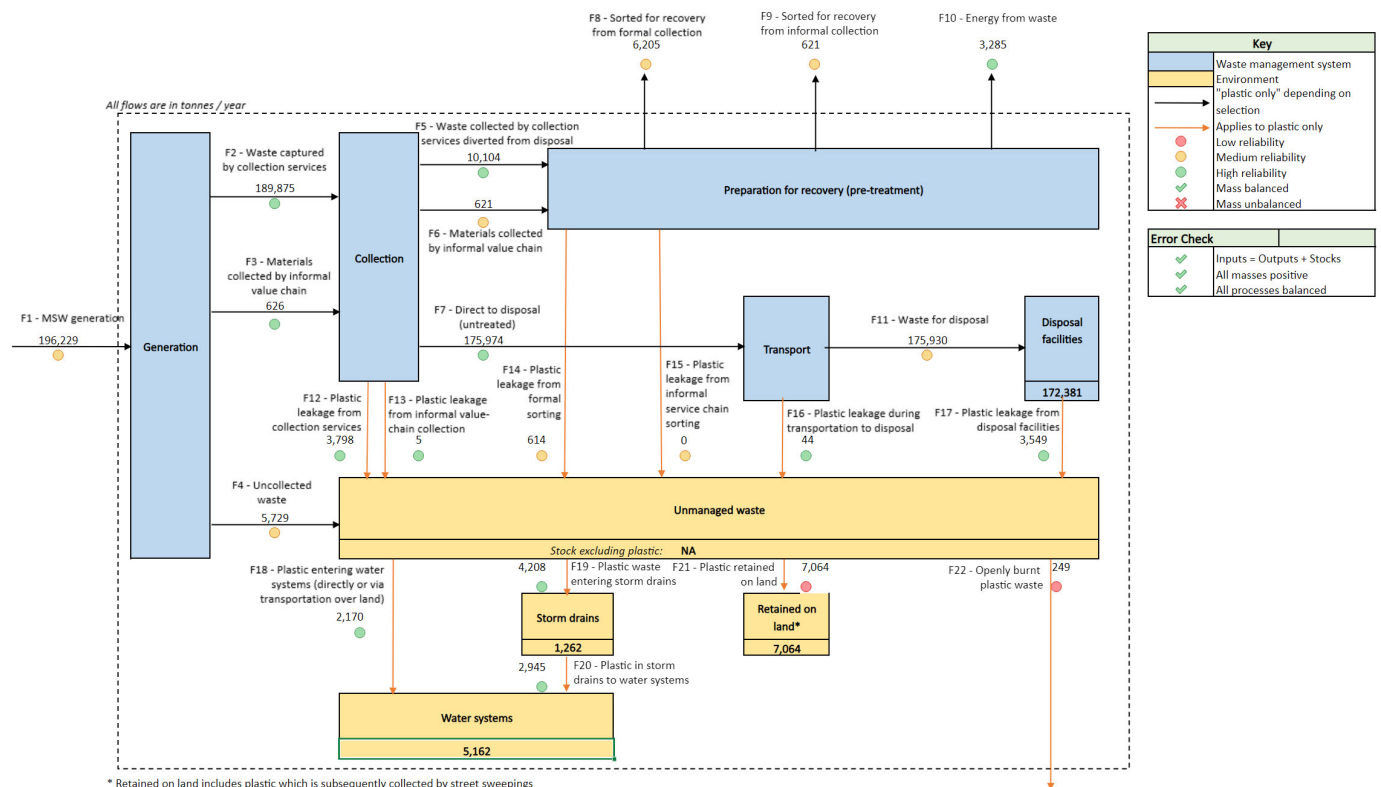 F8 - Sorted for recovery
from formal collection
6,205
F9 - Sorted for recovery
from informal collection
621
F10 - Energy from waste
3,285
Key
Waste management system
Environment
"plastic only" depending on
selection
Applies to plastic only
Low reliability
Medium reliability
High reliability
Mass balanced
Mass unbalanced
Error Check
Inputs = Outputs + Stocks
All masses positive
All processes balanced
All flows are in tonnes / year
F1 - MSW generation
196,229
Generation
F2 - Waste captured
by collection services
189,875
F3 - Materials
collected by informal
value chain
626
Collection
F5 - Waste collected by collection
services diverted from disposal
10,104
621
F6 - Materials collected
by informal value chain
Preparation for recovery (pre-treatment)
F7 - Direct to disposal
(untreated)
175,974
Transport
F11 - Waste for disposal
175,930
Disposal
facilities
172,381
F12 - Plastic
leakage from
collection services
3,798
F13 - Plastic leakage
from informal value-
chain collection
5
F14 - Plastic
leakage from
formal
sorting
614
F15 - Plastic
leakage from
informal
service chain
sorting
0
F16 - Plastic leakage during
transportation to disposal
44
F17 - Plastic leakage from
disposal facilities
3,549
F4 - Uncollected
waste
5,729
Unmanaged waste
Stock excluding plastic: NA
F18 - Plastic entering water
systems (directly or via
transportation over land)
2,170
4,208
F19 - Plastic waste
entering storm drains
F21 - Plastic retained
on land
7,064
F22 - Openly burnt
plastic waste
249
Storm drains
1,262
Retained on
land*
7,064
2,945
F20 - Plastic in storm
drains to water systems
Water systems
5,162
* Retained on land includes plastic which is subsequently collected by street sweepings